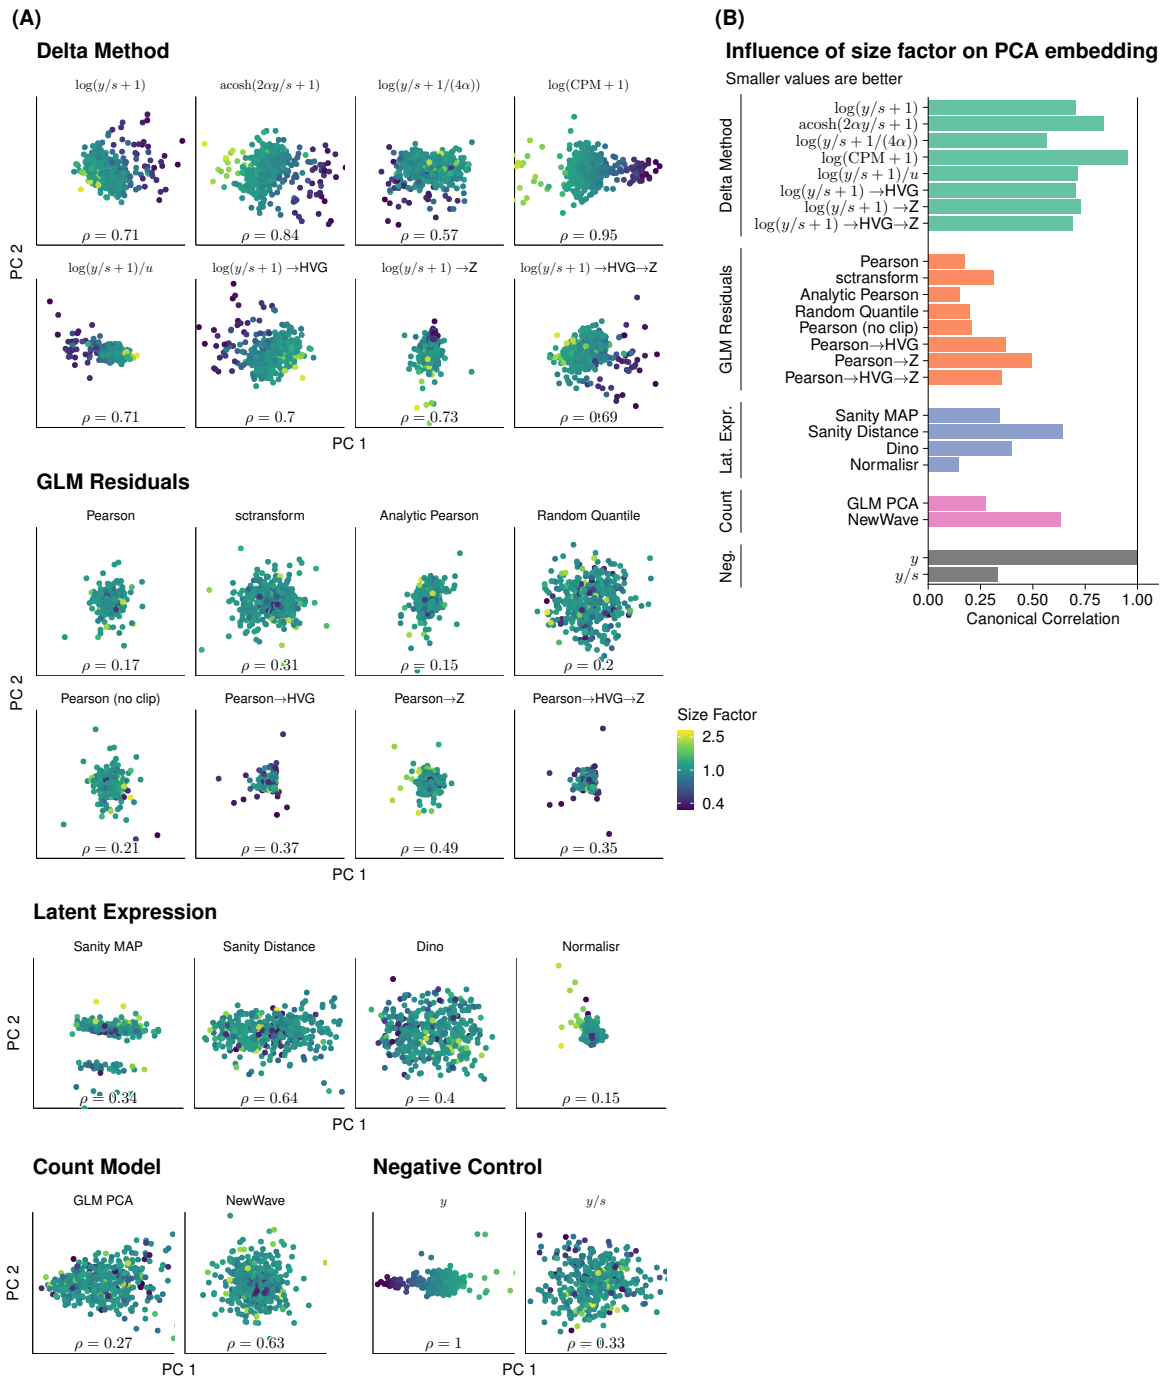 (A)
Delta Method
log(y/s + 1)
acosh(2αy/s + 1)
log(y/s + 1/(4α))
log(CPM + 1)
ρ = 0.71
ρ = 0.84
ρ = 0.57
ρ = 0.95
log(y/s + 1)/u
log(y/s + 1) →HVG
log(y/s + 1) →Z
log(y/s + 1) →HVG→Z
ρ = 0.71
ρ = 0.7
ρ = 0.73
ρ = 0.69
PC 2
PC 1
GLM Residuals
Pearson
sctransform
Analytic Pearson
Random Quantile
ρ = 0.17
ρ = 0.31
ρ = 0.15
ρ = 0.2
Pearson (no clip)
Pearson→HVG
Pearson→Z
Pearson→HVG→Z
ρ = 0.21
ρ = 0.37
ρ = 0.49
ρ = 0.35
PC 2
PC 1
Size Factor
2.5
1.0
0.4
Latent Expression
Sanity MAP
Sanity Distance
Dino
Normalisr
ρ = 0.34
ρ = 0.64
ρ = 0.4
ρ = 0.15
PC 2
PC 1
Count Model
GLM PCA
NewWave
ρ = 0.27
ρ = 0.63
PC 2
PC 1
Negative Control
y
y/s
ρ = 1
ρ = 0.33
PC 1
(B)
Influence of size factor on PCA embedding
Smaller values are better
Delta Method
log(y/s + 1)
acosh(2αy/s + 1)
log(y/s + 1/(4α))
log(CPM + 1)
log(y/s + 1)/u
log(y/s + 1) →HVG
log(y/s + 1) →Z
log(y/s + 1) →HVG→Z
GLM Residuals
Pearson
sctransform
Analytic Pearson
Random Quantile
Pearson (no clip)
Pearson→HVG
Pearson→Z
Pearson→HVG→Z
Lat. Expr.
Sanity MAP
Sanity Distance
Dino
Normalisr
Count
GLM PCA
NewWave
Neg.
y
y/s
0.00
0.25
0.50
0.75
1.00
Canonical Correlation